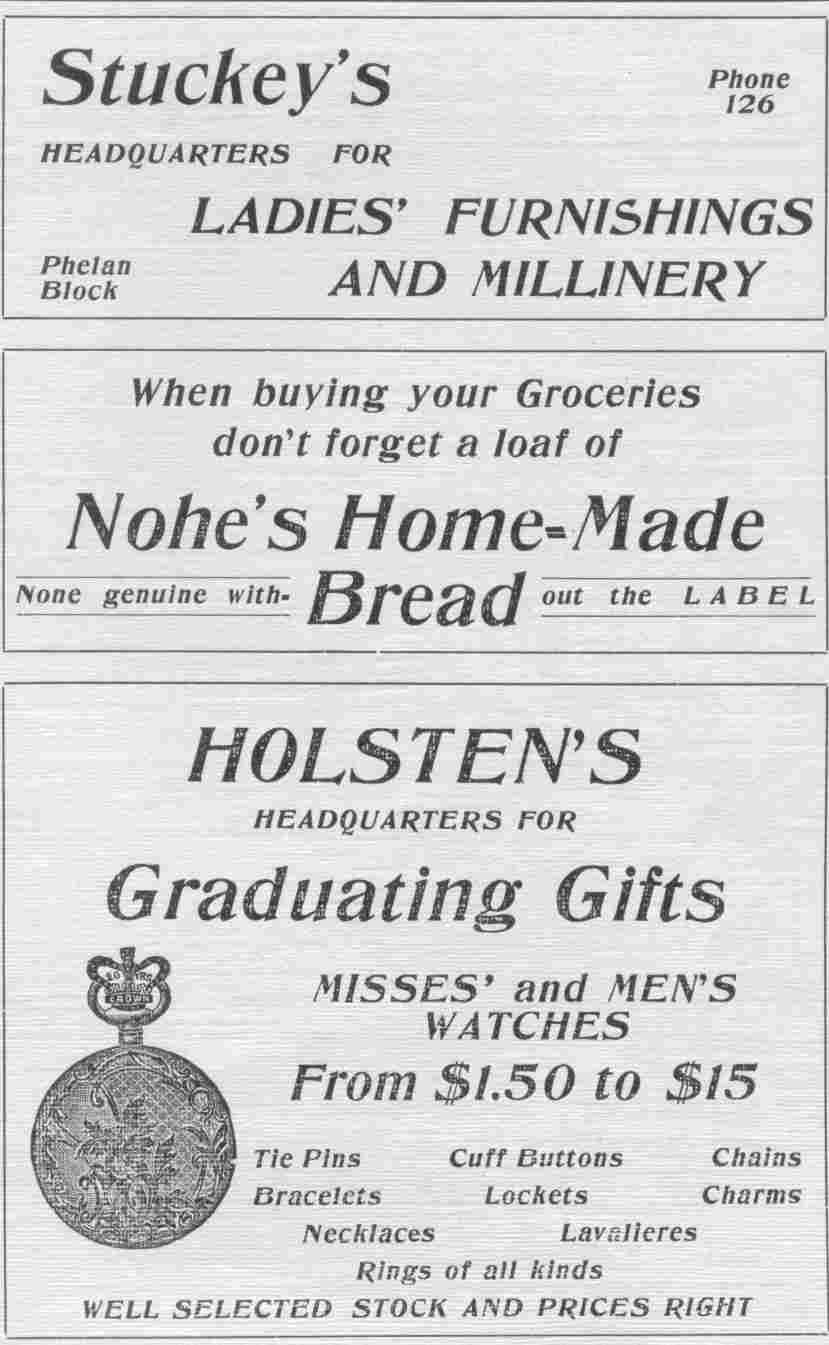 Stuckey's
Phone
126
HEADQUARTERS FOR
LADIES' FURNISHINGS
Phelan
Block
AND MILLINERY
When buying your Groceries
don't forget a loaf of
Nohe's Home-Made
None genuine with- Bread out the LABEL
HOLSTEN'S
HEADQUARTERS FOR
Graduating Gifts
20 YRS
CROWN
MISSES' and MEN'S
WATCHES
From $1.50 to $15
Tie Pins Cuff Buttons Chains
Bracelets Lockets Charms
Necklaces Lavalieres
Rings of all kinds
WELL SELECTED STOCK AND PRICES RIGHT